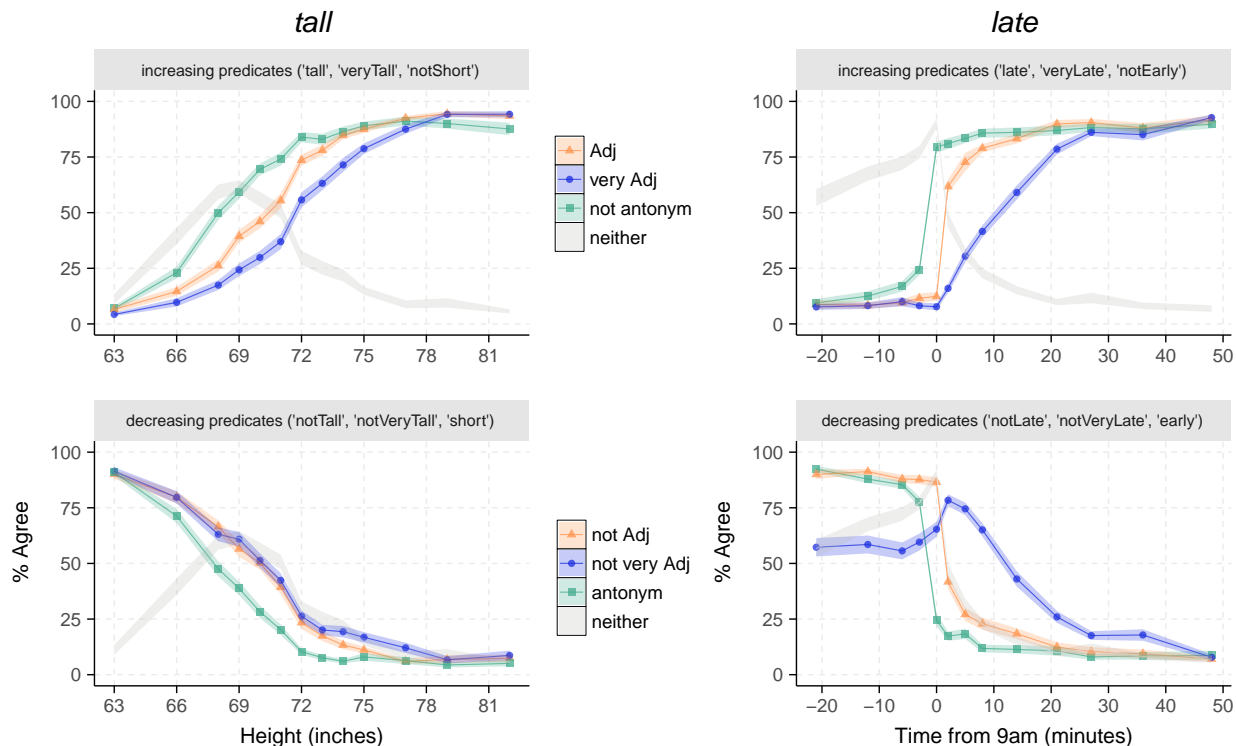 tall
late
increasing predicates ('tall', 'veryTall', 'notShort')
increasing predicates ('late', 'veryLate', 'notEarly')
100
75
50
25
0
63 66 69 72 75 78 81
Adj
very Adj
not antonym
neither
100
75
50
25
0
−20 −10 0 10 20 30 40 50
decreasing predicates ('notTall', 'notVeryTall', 'short')
decreasing predicates ('notLate', 'notVeryLate', 'early')
% Agree
100
75
50
25
0
63 66 69 72 75 78 81
Height (inches)
not Adj
not very Adj
antonym
neither
% Agree
100
75
50
25
0
−20 −10 0 10 20 30 40 50
Time from 9am (minutes)